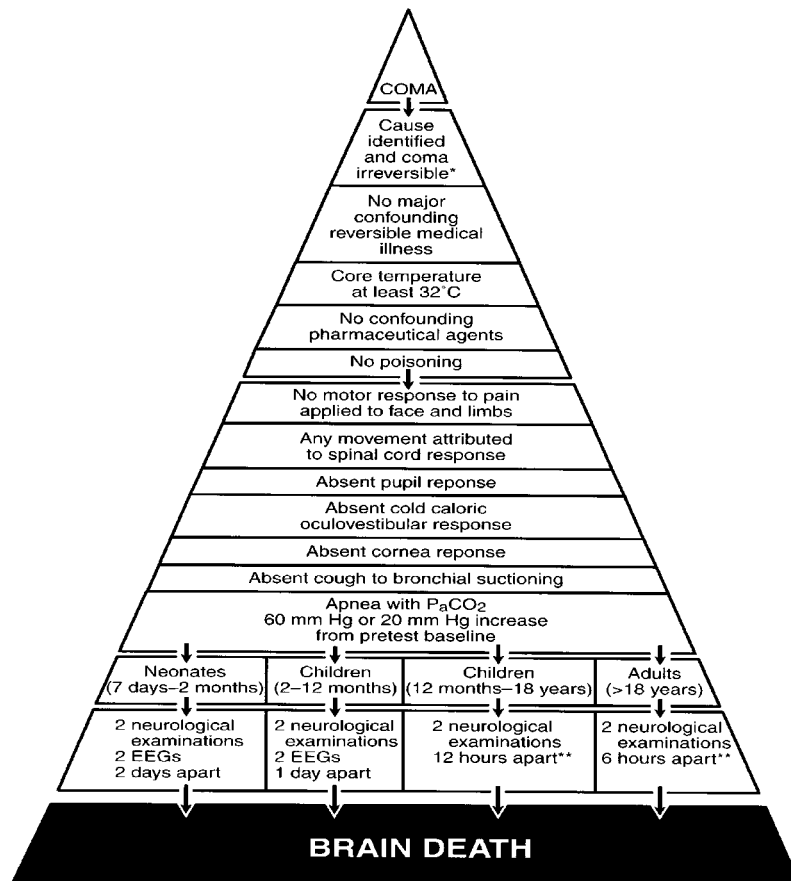 COMA
Cause
identified
and coma
irreversible*
No major
confounding
reversible medical
illness
Core temperature
at least 32°C
No confounding
pharmaceutical agents
No poisoning
No motor response to pain
applied to face and limbs
Any movement attributed
to spinal cord response
Absent pupil reponse
Absent cold caloric
oculovestibular response
Absent cornea reponse
Absent cough to bronchial suctioning
Apnea with PaCO2
60 mm Hg or 20 mm Hg increase
from pretest baseline
Neonates
(7 days–2 months)
Children
(2–12 months)
Children
(12 months–18 years)
Adults
(>18 years)
2 neurological
examinations
2 EEGs
2 days apart
2 neurological
examinations
2 EEGs
1 day apart
2 neurological
examinations
12 hours apart**
2 neurological
examinations
6 hours apart**
BRAIN DEATH